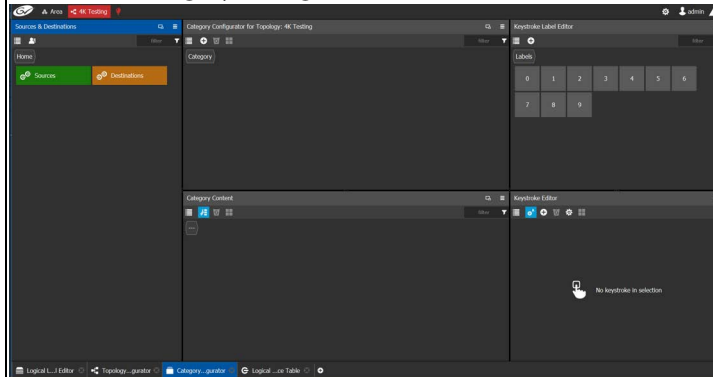 GV Area 4K Testing admin
Sources & Destinations
filter
Home
Sources Destinations
Category Configurator for Topology: 4K Testing
filter
Category
Keystroke Label Editor
filter
Labels
0 1 2 3 4 5 6
7 8 9
Category Content
filter
...
Keystroke Editor
No keystroke in selection
Logical L...l Editor Topology...gurator Category...gurator Logical ...ce Table